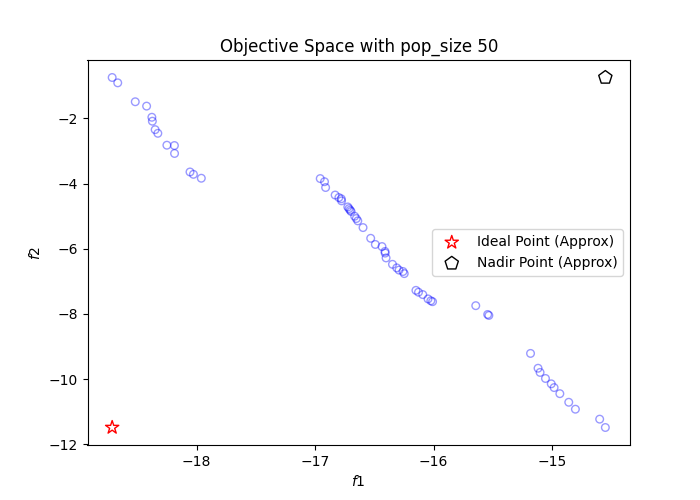 Objective Space with pop_size 50
−2
−4
−6
−8
−10
−12
f2
Ideal Point (Approx)
Nadir Point (Approx)
−18
−17
−16
−15
f1